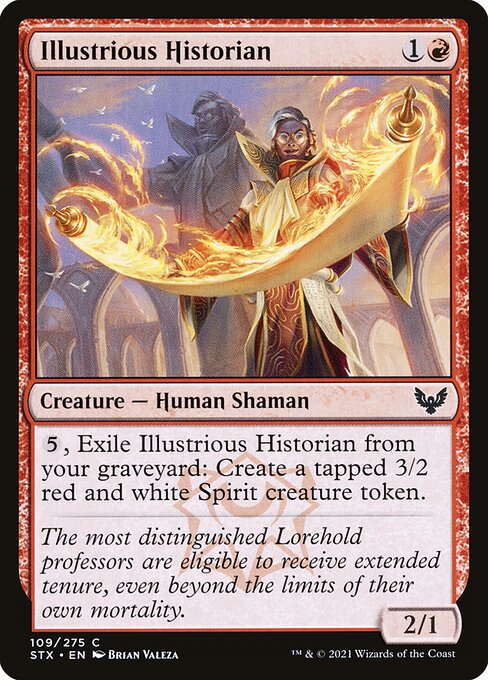 Illustrious Historian 1
Creature — Human Shaman
5, Exile Illustrious Historian from
your graveyard: Create a tapped 3/2
red and white Spirit creature token.
The most distinguished Lorehold
professors are eligible to receive extended
tenure, even beyond the limits of their
own mortality.
2/1
109/275 C
STX • EN Brian Valeza
™ & © 2021 Wizards of the Coast